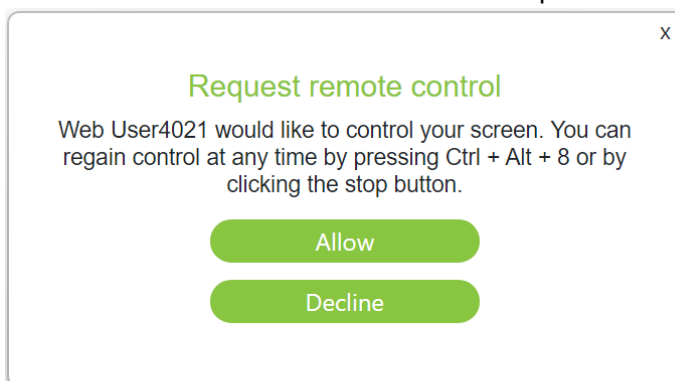 x
Request remote control
Web User4021 would like to control your screen. You can
regain control at any time by pressing Ctrl + Alt + 8 or by
clicking the stop button.
Allow
Decline